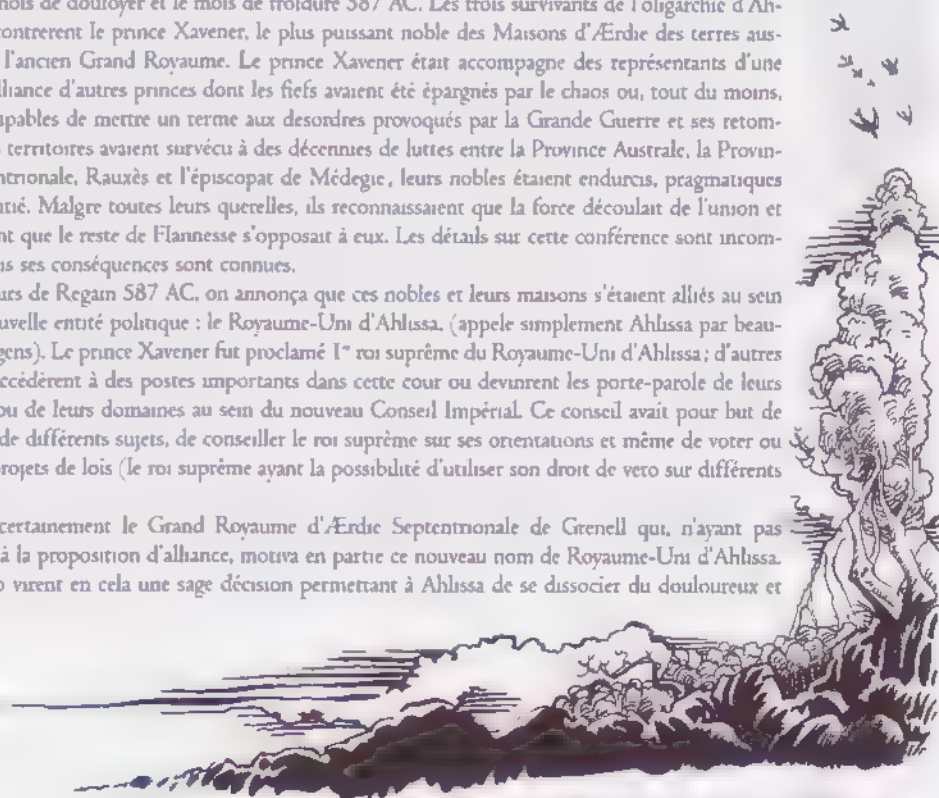 mois de douloyer et le mois de froidure 587 AC. Les trois survivants de l'oligarchie d'Ah-
contrerent le prince Xavener, le plus puissant noble des Maisons d'Ærdie des terres aus-
l'ancien Grand Royaume. Le prince Xavener était accompagne des représentants d'une
lliance d'autres princes dont les fiefs avaient été épargnés par le chaos ou, tout du moins,
apables de mettre un terme aux desordres provoqués par la Grande Guerre et ses retom-
s territoires avaient survécu à des décennies de luttes entre la Province Australe, la Provin-
ntrionale, Rauxès et l'épiscopat de Médegie, leurs nobles étaient endurcis, pragmatiques
itié. Malgre toutes leurs querelles, ils reconnaissaient que la force découlait de l'union et
nt que le reste de Flannesse s'opposait à eux. Les détails sur cette conférence sont incom-
is ses conséquences sont connues.
urs de Regain 587 AC, on annonça que ces nobles et leurs maisons s'étaient alliés au sein
uvelle entité politique : le Royaume-Uni d'Ahlissa, (appele simplement Ahlissa par beau-
gens). Le prince Xavener fut proclamé Iᵉʳ roi suprême du Royaume-Uni d'Ahlissa ; d'autres
ccédèrent à des postes importants dans cette cour ou devinrent les porte-parole de leurs
ou de leurs domaines au sein du nouveau Conseil Impérial. Ce conseil avait pour but de
de différents sujets, de conseiller le roi suprême sur ses orientations et même de voter ou
projets de lois (le roi suprême ayant la possibilité d'utiliser son droit de veto sur différents
certainement le Grand Royaume d'Ærdie Septentrionale de Grenell qui, n'ayant pas
à la proposition d'alliance, motiva en partie ce nouveau nom de Royaume-Uni d'Ahlissa.
p virent en cela une sage décision permettant à Ahlissa de se dissocier du douloureux et